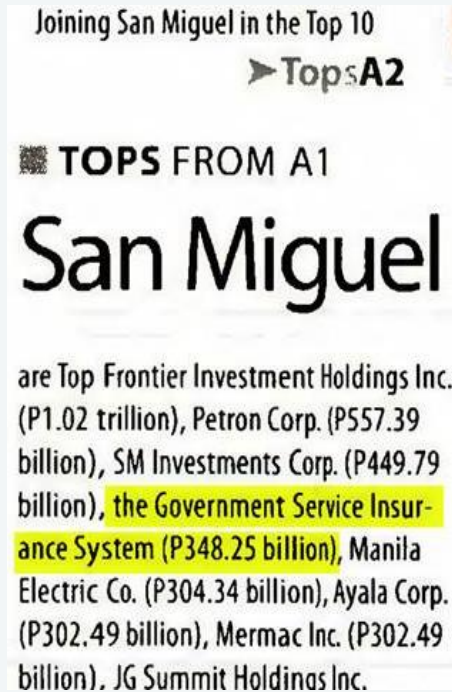 Joining San Miguel in the Top 10
➤TopsA2
■ TOPS FROM A1
San Miguel
are Top Frontier Investment Holdings Inc.
(P1.02 trillion), Petron Corp. (P557.39
billion), SM Investments Corp. (P449.79
billion), the Government Service Insur-
ance System (P348.25 billion), Manila
Electric Co. (P304.34 billion), Ayala Corp.
(P302.49 billion), Mermac Inc. (P302.49
billion), JG Summit Holdings Inc.